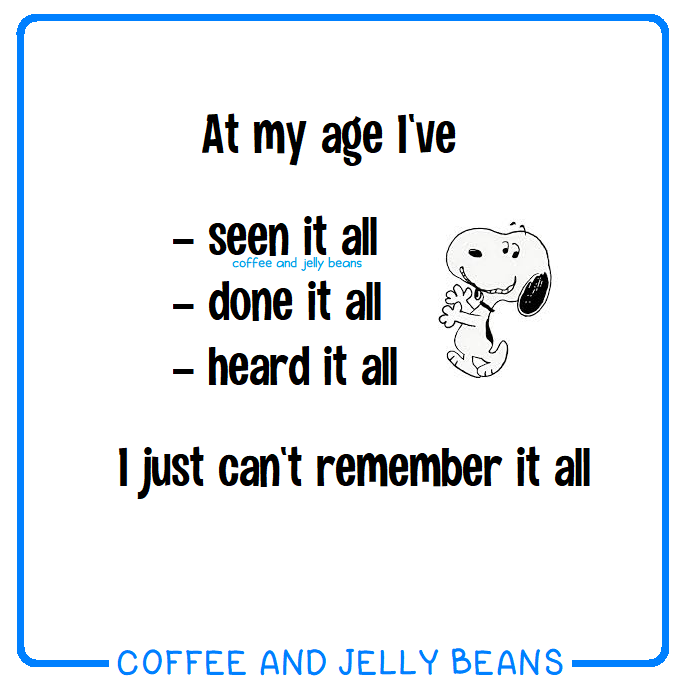 At my age I've
- seen it all
coffee and jelly beans
- done it all
- heard it all
I just can't remember it all
COFFEE AND JELLY BEANS